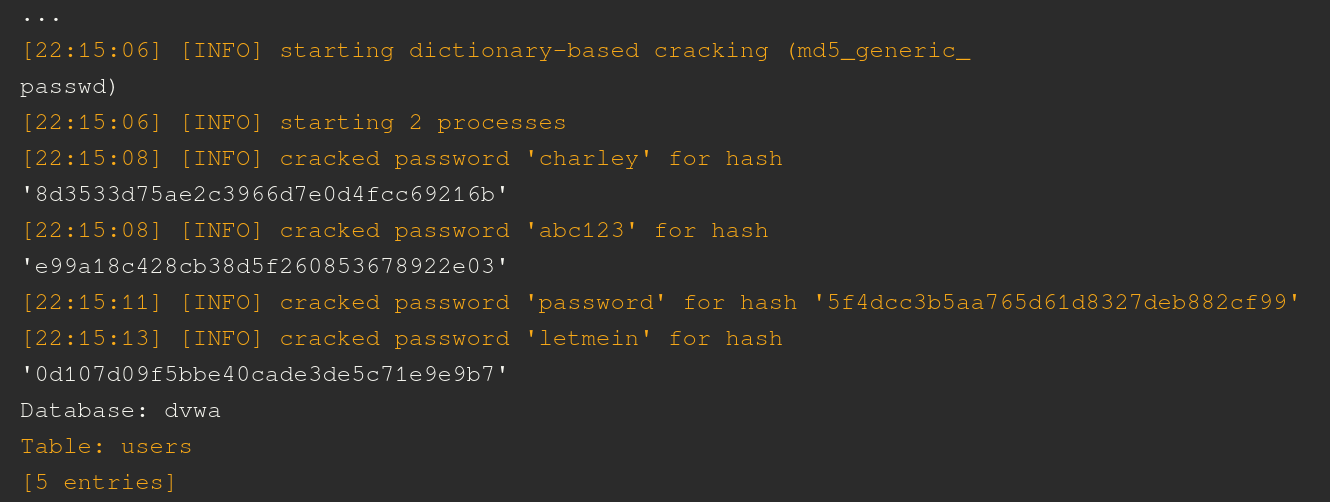 ...
[22:15:06] [INFO] starting dictionary-based cracking (md5_generic_
passwd)
[22:15:06] [INFO] starting 2 processes
[22:15:08] [INFO] cracked password 'charley' for hash
'8d3533d75ae2c3966d7e0d4fcc69216b'
[22:15:08] [INFO] cracked password 'abc123' for hash
'e99a18c428cb38d5f260853678922e03'
[22:15:11] [INFO] cracked password 'password' for hash '5f4dcc3b5aa765d61d8327deb882cf99'
[22:15:13] [INFO] cracked password 'letmein' for hash
'0d107d09f5bbe40cade3de5c71e9e9b7'
Database: dvwa
Table: users
[5 entries]